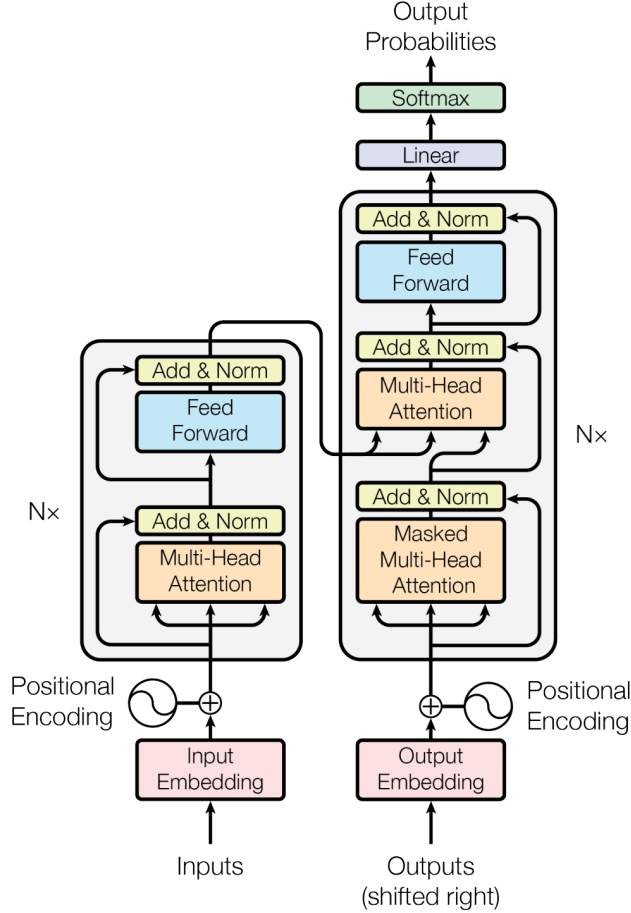 Output
Probabilities
Softmax
Linear
Add & Norm
Feed
Forward
Add & Norm
Multi-Head
Attention
Add & Norm
Masked
Multi-Head
Attention
N×
Add & Norm
Feed
Forward
Add & Norm
Multi-Head
Attention
N×
Positional
Encoding
Positional
Encoding
Input
Embedding
Output
Embedding
Inputs
Outputs
(shifted right)